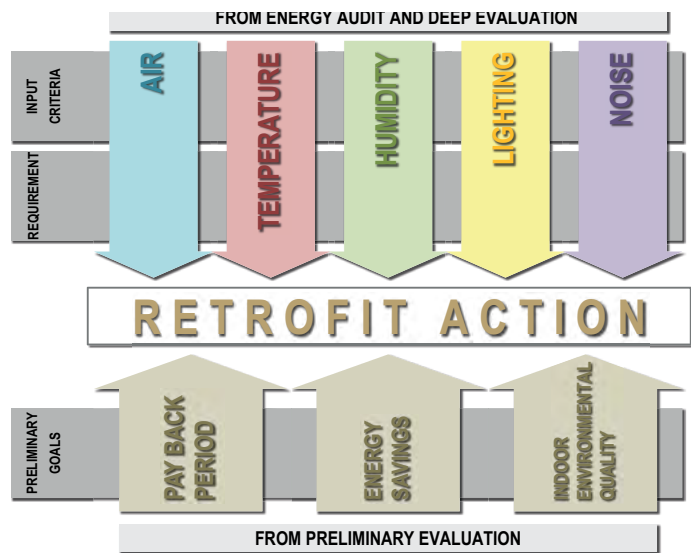 FROM ENERGY AUDIT AND DEEP EVALUATION
INPUT
CRITERIA
AIR
TEMPERATURE
HUMIDITY
LIGHTING
NOISE
REQUIREMENT
RETROFIT ACTION
PRELIMINARY
GOALS
PAY BACK
PERIOD
ENERGY
SAVINGS
INDOOR
ENVIRONMENTAL
QUALITY
FROM PRELIMINARY EVALUATION